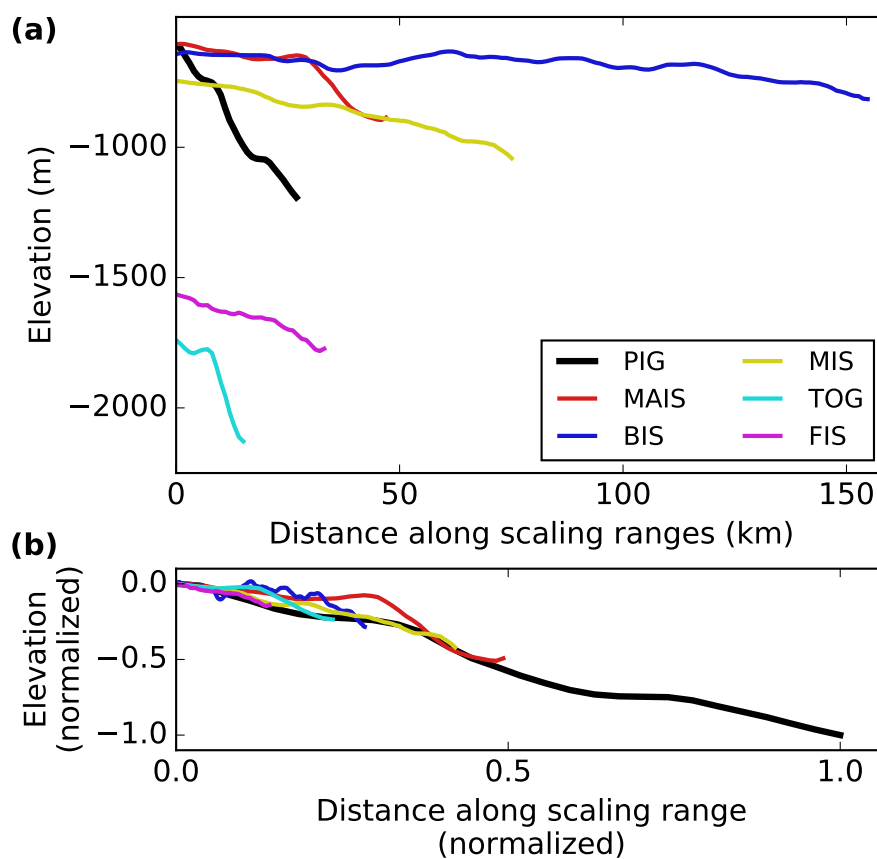 (a)
Elevation (m)
−1000
−1500
−2000
PIG
MAIS
BIS
MIS
TOG
FIS
0
50
100
150
Distance along scaling ranges (km)
(b)
Elevation
(normalized)
0.0
−0.5
−1.0
0.0
0.5
1.0
Distance along scaling range
(normalized)